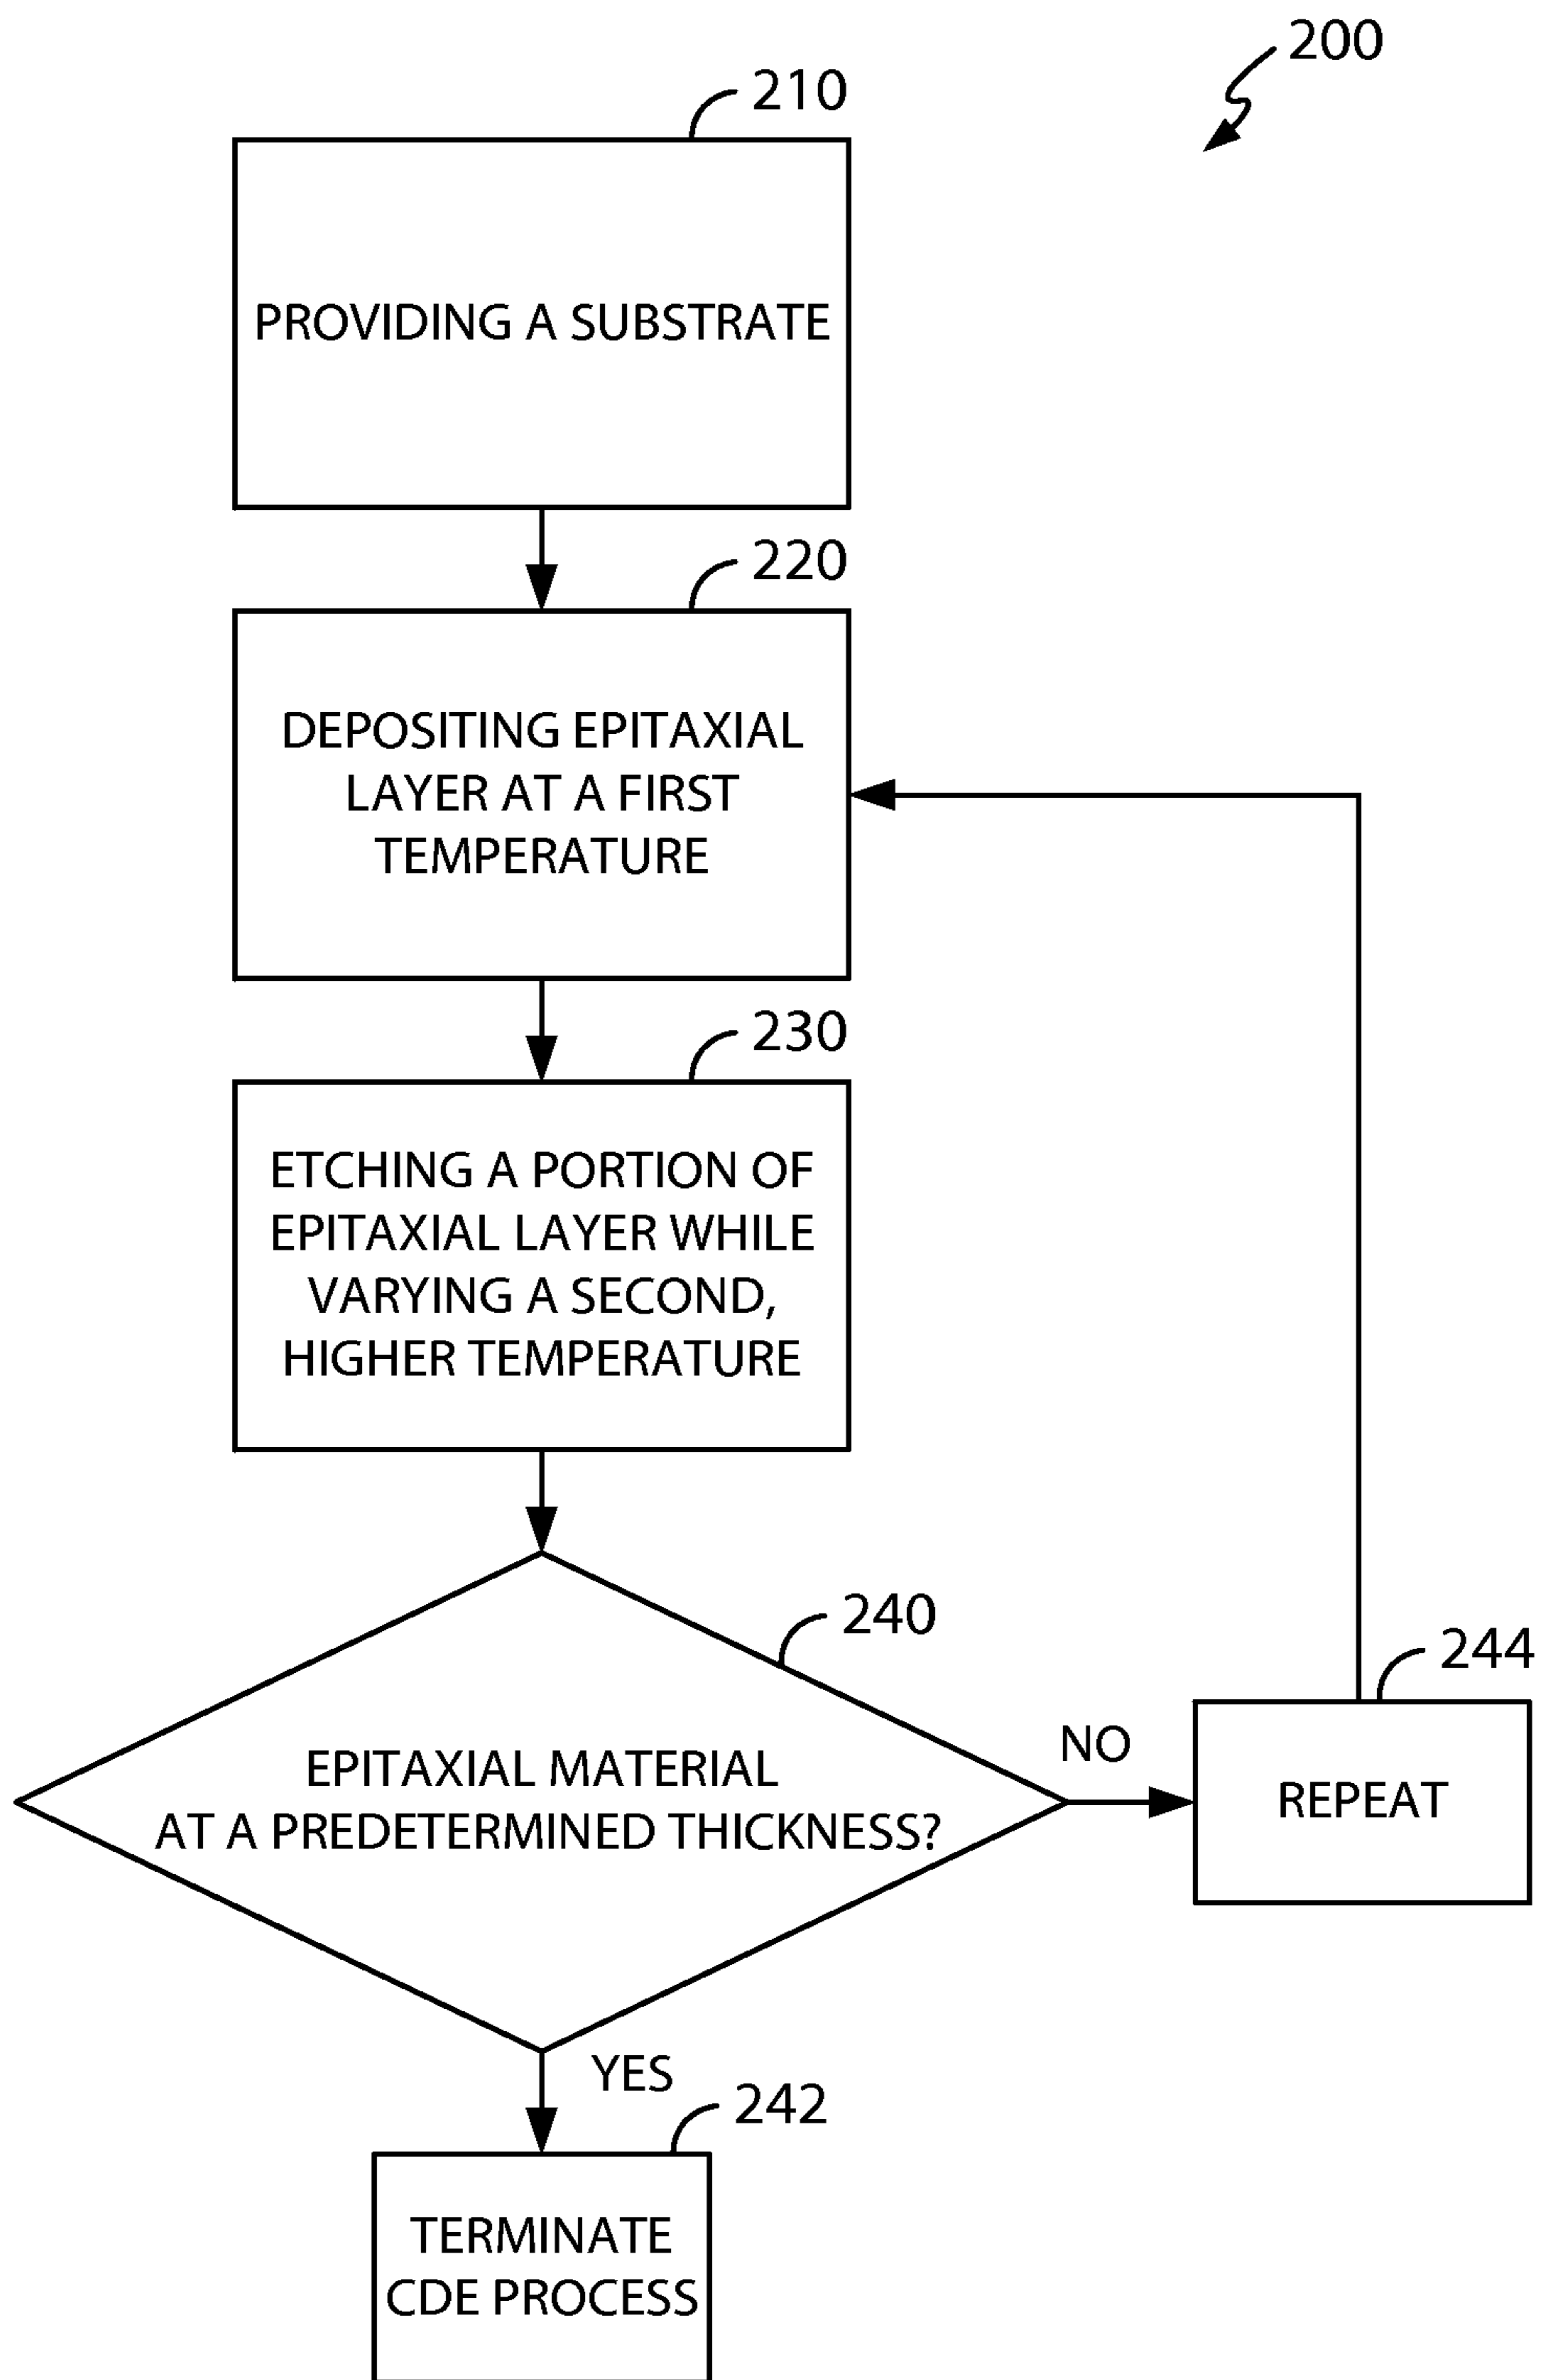 200
210
PROVIDING A SUBSTRATE
220
DEPOSITING EPITAXIAL
LAYER AT A FIRST
TEMPERATURE
230
ETCHING A PORTION OF
EPITAXIAL LAYER WHILE
VARYING A SECOND,
HIGHER TEMPERATURE
240
EPITAXIAL MATERIAL
AT A PREDETERMINED THICKNESS?
NO
244
REPEAT
YES
242
TERMINATE
CDE PROCESS